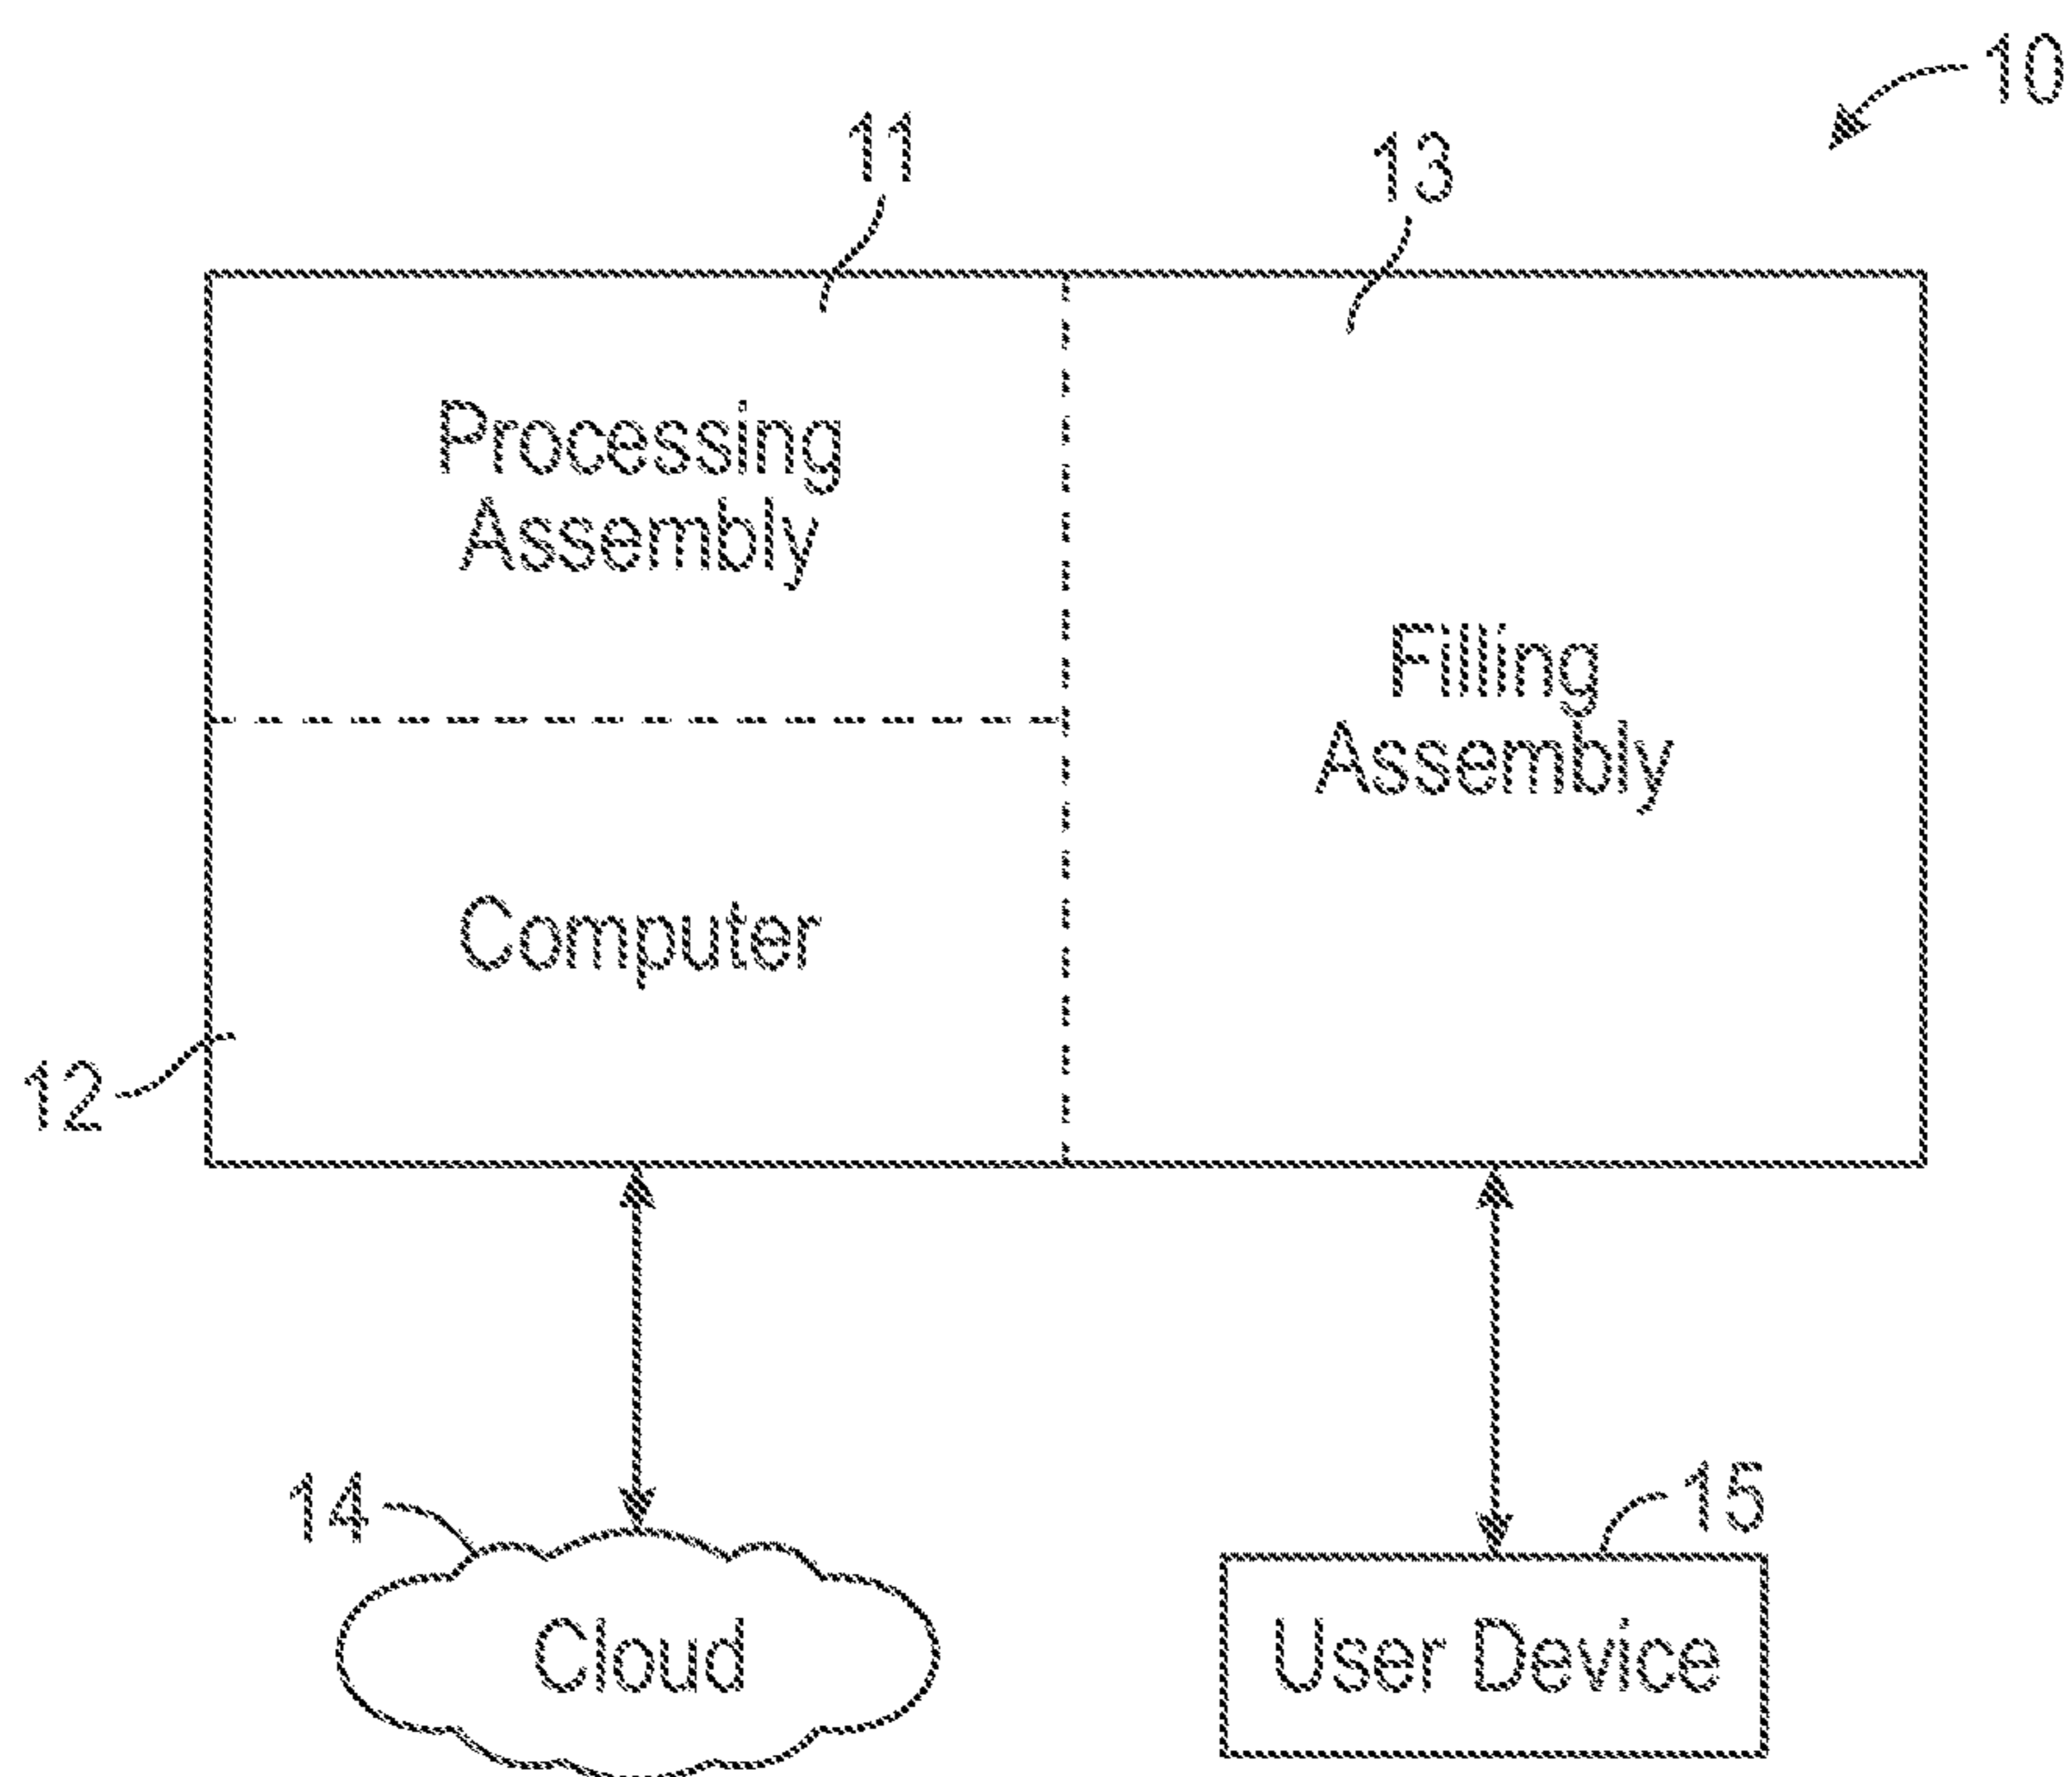 10
11
13
Processing
Assembly
Filling
Assembly
Computer
12
14
15
Cloud
User Device